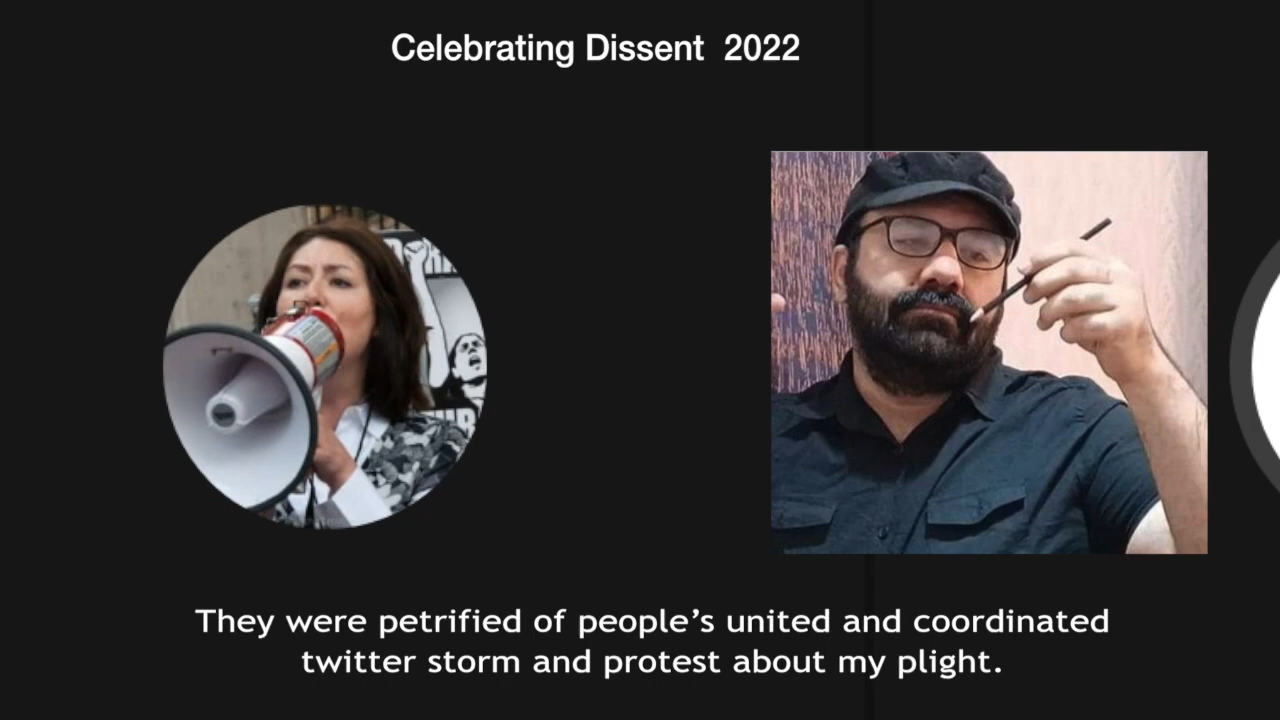 Celebrating Dissent 2022
They were petrified of people's united and coordinated
twitter storm and protest about my plight.